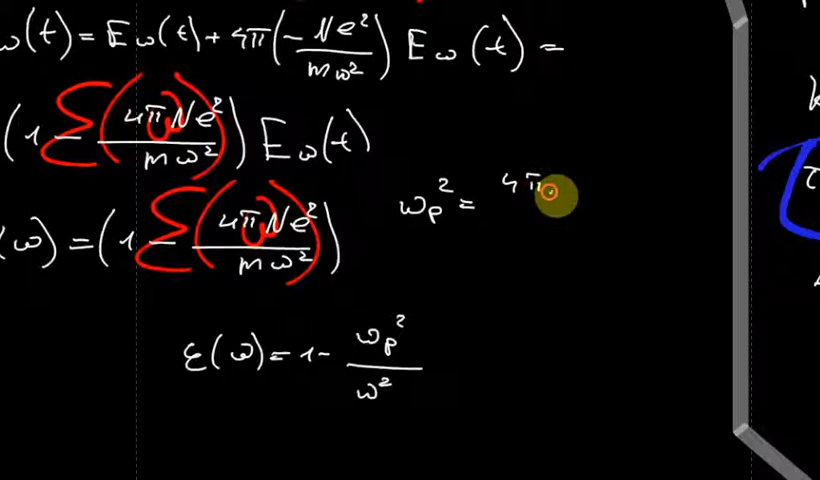 ω(t) = Eω(t) + 4π(−Ne²/mω²) Eω(t) =
(1 − (4πNe²/mω²)) Eω(t)
ε(ω)
(ω) = (1 − (4πNe²/mω²))
ε(ω)
ωp² = 4π
ε(ω) = 1 − ωp²/ω²